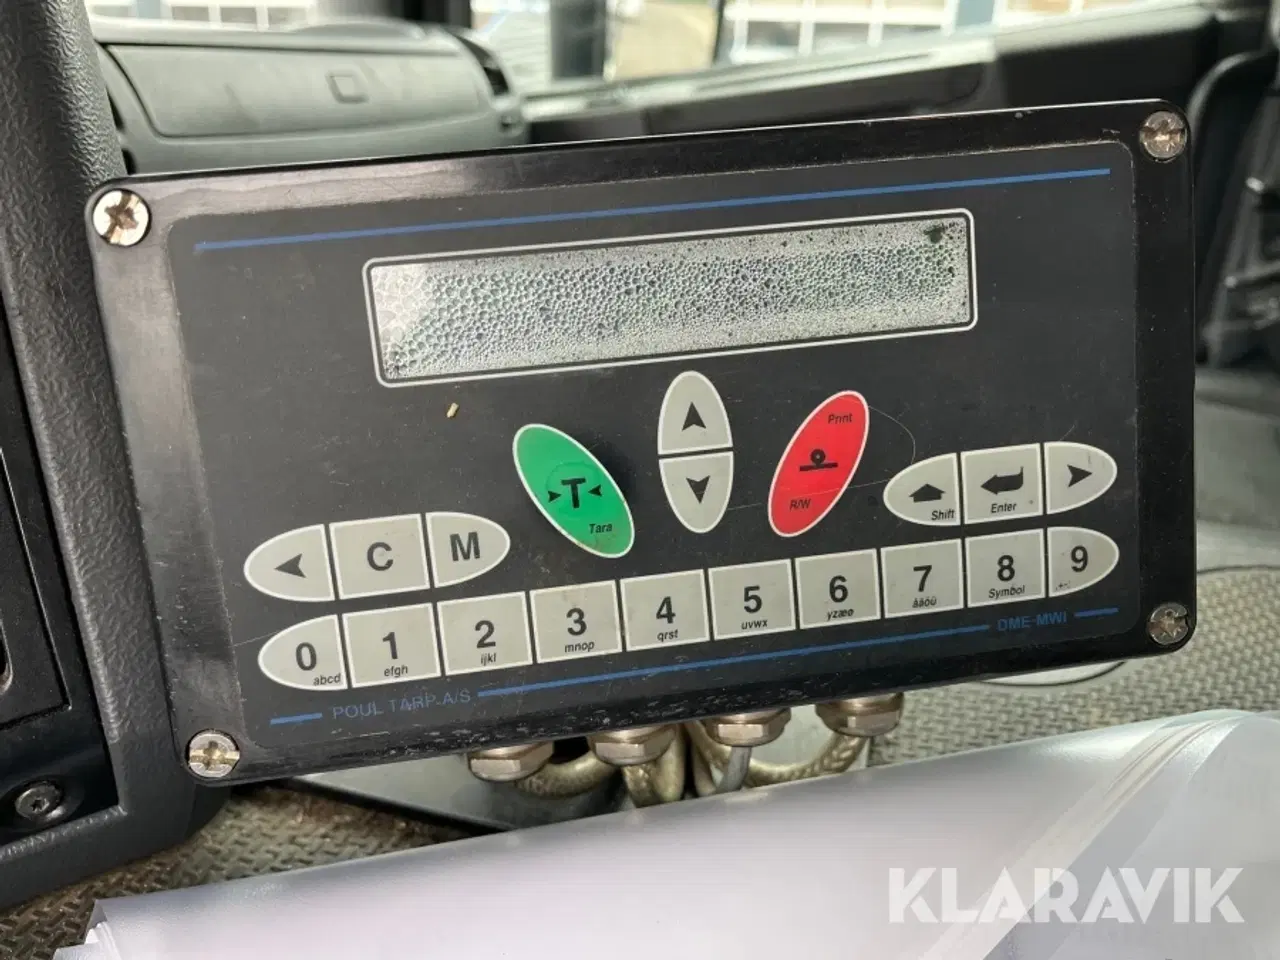 Print
T
Tara
R/W
Shift
Enter
C
M
0
abcd
1
efgh
2
ijkl
3
mnop
4
qrst
5
uvwx
6
yzæø
7
åäöü
8
Symbol
9
POUL TARP A/S
DME-MWI
KLARAVIK